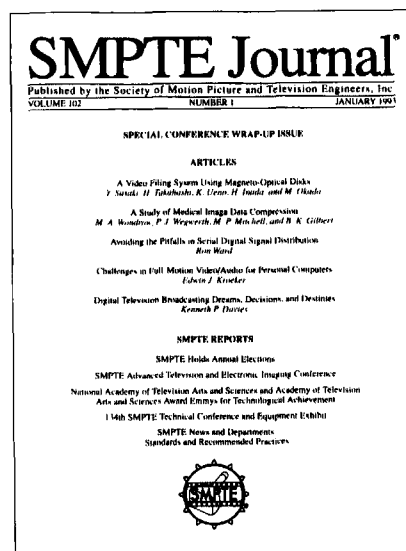 SMPTE Journal®
Published by the Society of Motion Picture and Television Engineers, Inc
VOLUME 102 NUMBER 1 JANUARY 1993
SPECIAL CONFERENCE WRAP-UP ISSUE
ARTICLES
A Video Filing System Using Magneto-Optical Disks
Y. Sasaki, H. Takahashi, K. Ueno, H. Inada, and M. Okada
A Study of Medical Image Data Compression
M. A. Wondrow, P. J. Wegwerth, M. P. Mitchell, and B. K. Gilbert
Avoiding the Pitfalls in Serial Digital Signal Distribution
Ron Ward
Challenges in Full Motion Video/Audio for Personal Computers
Edwin J. Kroeker
Digital Television Broadcasting Dreams, Decisions, and Destinies
Kenneth P. Davies
SMPTE REPORTS
SMPTE Holds Annual Elections
SMPTE Advanced Television and Electronic Imaging Conference
National Academy of Television Arts and Sciences and Academy of Television
Arts and Sciences Award Emmys for Technological Achievement
134th SMPTE Technical Conference and Equipment Exhibit
SMPTE News and Departments
Standards and Recommended Practices
SMPTE